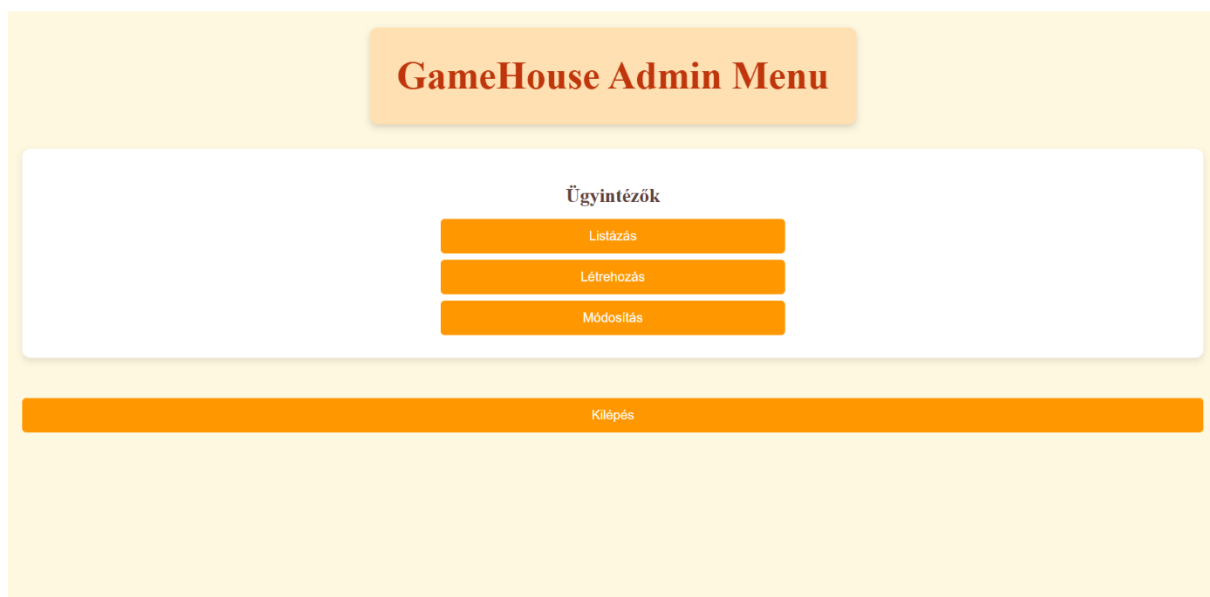 GameHouse Admin Menu
Ügyintézők
Listázás
Létrehozás
Módosítás
Kilépés